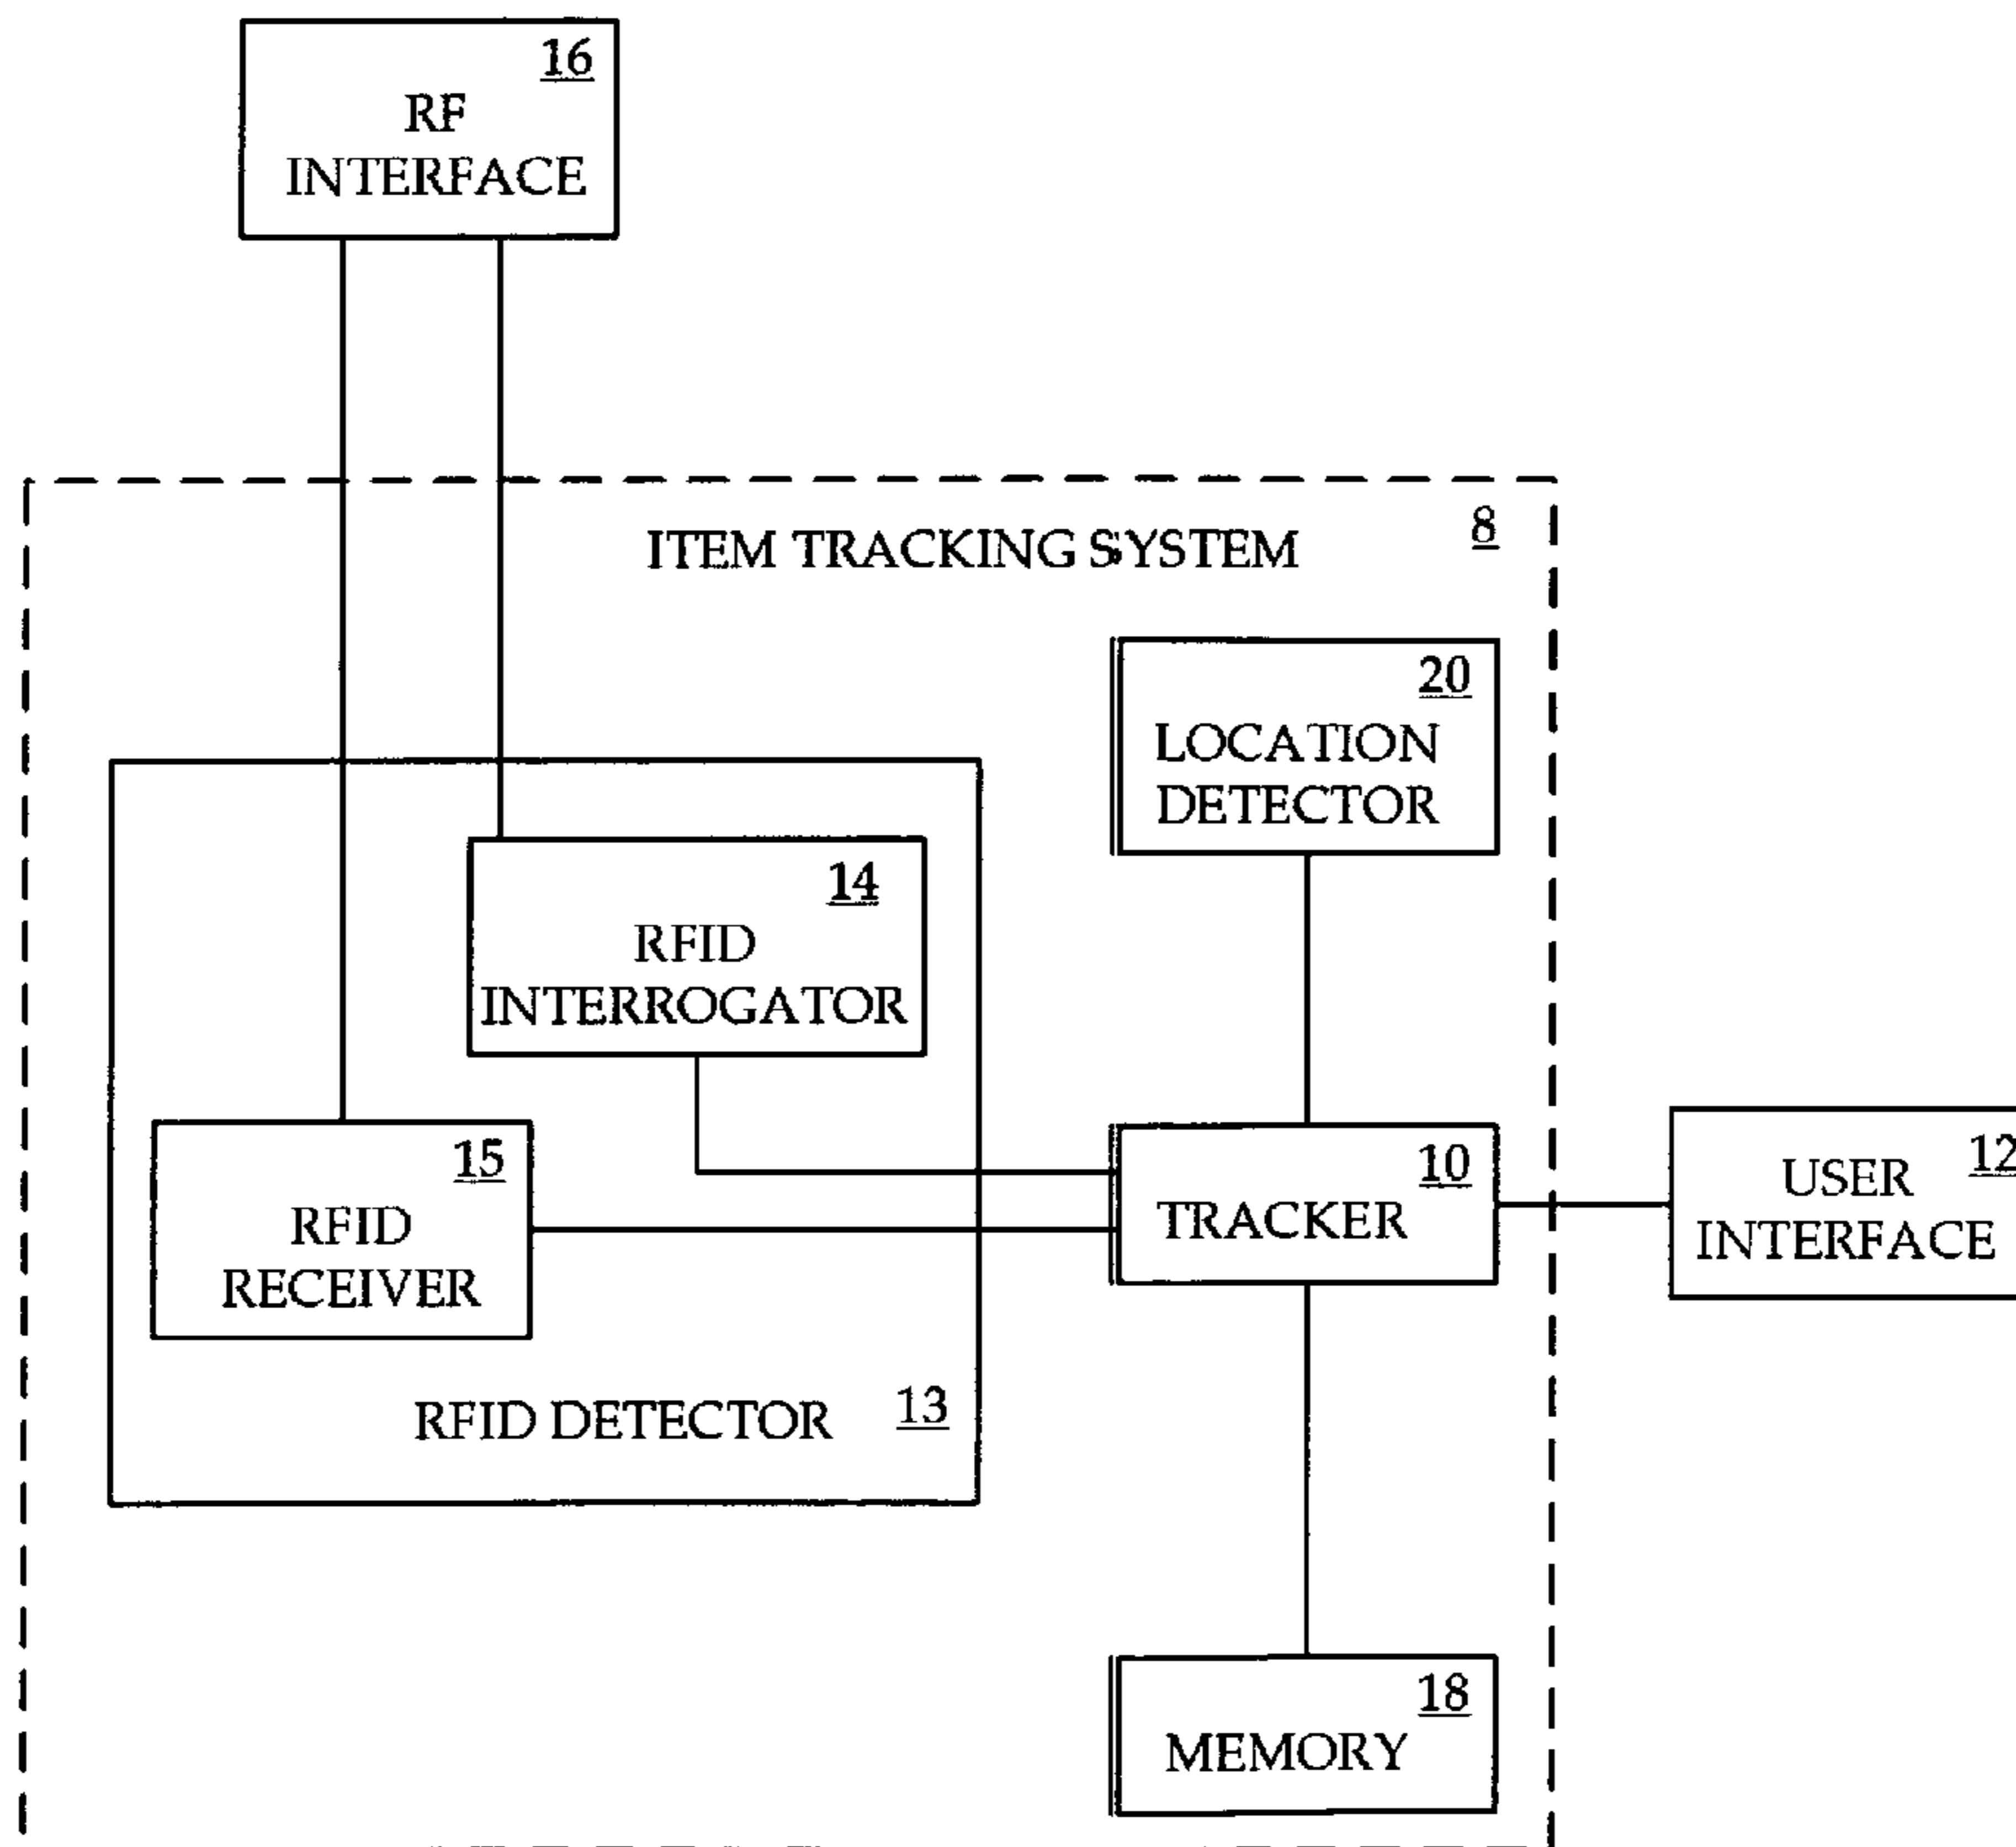 16
RF
INTERFACE
ITEM TRACKING SYSTEM 8
20
LOCATION
DETECTOR
14
RFID
INTERROGATOR
15
RFID
RECEIVER
10
TRACKER
12
USER
INTERFACE
RFID DETECTOR 13
18
MEMORY